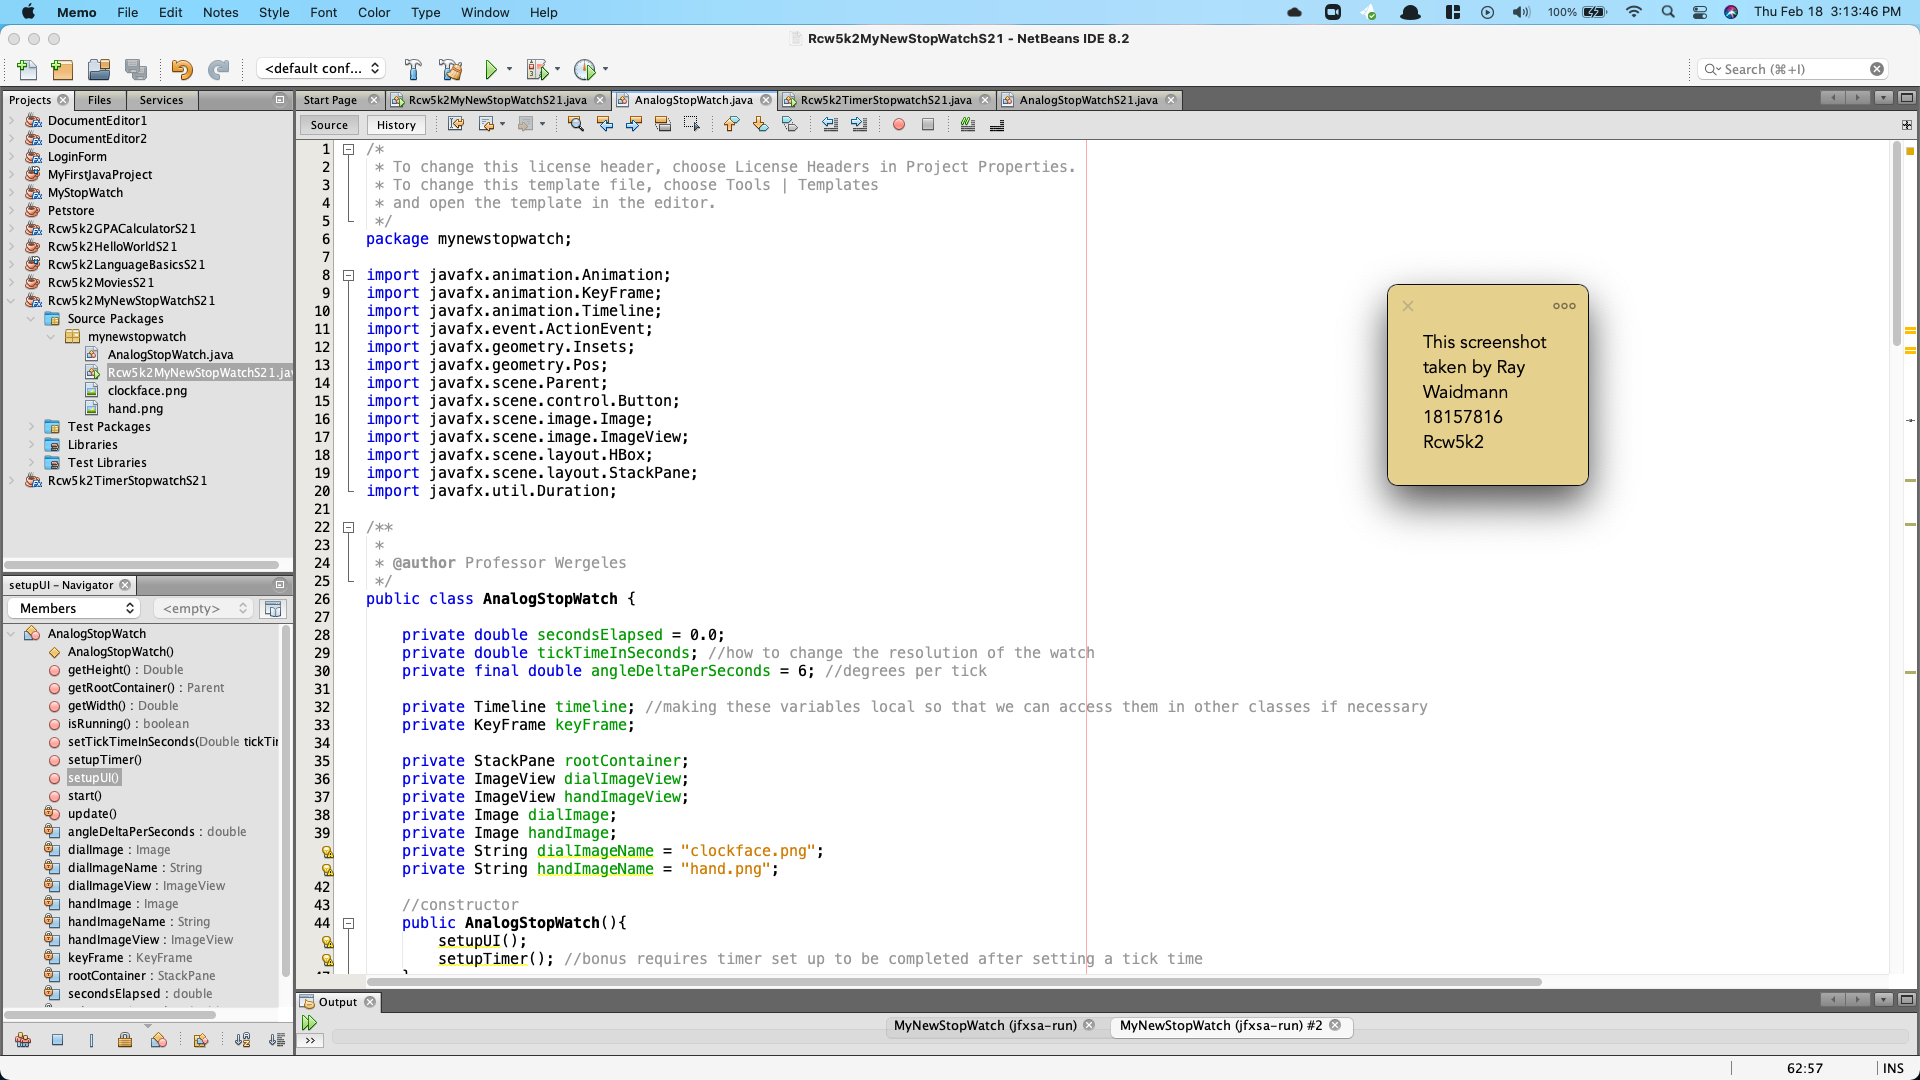 Memo File Edit Notes Style Font Color Type Window Help 100% Thu Feb 18 3:13:46 PM
Rcw5k2MyNewStopWatchS21 - NetBeans IDE 8.2
<default conf... Search (⌘+I)
Projects Files Services
Start Page Rcw5k2MyNewStopWatchS21.java AnalogStopWatch.java Rcw5k2TimerStopwatchS21.java AnalogStopWatchS21.java
Source History
DocumentEditor1
DocumentEditor2
LoginForm
MyFirstJavaProject
MyStopWatch
Petstore
Rcw5k2GPACalculatorS21
Rcw5k2HelloWorldS21
Rcw5k2LanguageBasicsS21
Rcw5k2MoviesS21
Rcw5k2MyNewStopWatchS21
Source Packages
mynewstopwatch
AnalogStopWatch.java
Rcw5k2MyNewStopWatchS21.jav
clockface.png
hand.png
Test Packages
Libraries
Test Libraries
Rcw5k2TimerStopwatchS21
setupUI - Navigator
Members <empty>
AnalogStopWatch
AnalogStopWatch()
getHeight() : Double
getRootContainer() : Parent
getWidth() : Double
isRunning() : boolean
setTickTimeInSeconds(Double tickTir
setupTimer()
setupUI()
start()
update()
angleDeltaPerSeconds : double
dialImage : Image
dialImageName : String
dialImageView : ImageView
handImage : Image
handImageName : String
handImageView : ImageView
keyFrame : KeyFrame
rootContainer : StackPane
secondsElapsed : double
1 /*
2 * To change this license header, choose License Headers in Project Properties.
3 * To change this template file, choose Tools | Templates
4 * and open the template in the editor.
5 */
6 package mynewstopwatch;
7
8 import javafx.animation.Animation;
9 import javafx.animation.KeyFrame;
10 import javafx.animation.Timeline;
11 import javafx.event.ActionEvent;
12 import javafx.geometry.Insets;
13 import javafx.geometry.Pos;
14 import javafx.scene.Parent;
15 import javafx.scene.control.Button;
16 import javafx.scene.image.Image;
17 import javafx.scene.image.ImageView;
18 import javafx.scene.layout.HBox;
19 import javafx.scene.layout.StackPane;
20 import javafx.util.Duration;
21
22 /**
23 *
24 * @author Professor Wergeles
25 */
26 public class AnalogStopWatch {
27
28 private double secondsElapsed = 0.0;
29 private double tickTimeInSeconds; //how to change the resolution of the watch
30 private final double angleDeltaPerSeconds = 6; //degrees per tick
31
32 private Timeline timeline; //making these variables local so that we can access them in other classes if necessary
33 private KeyFrame keyFrame;
34
35 private StackPane rootContainer;
36 private ImageView dialImageView;
37 private ImageView handImageView;
38 private Image dialImage;
39 private Image handImage;
private String dialImageName = "clockface.png";
private String handImageName = "hand.png";
42
43 //constructor
44 public AnalogStopWatch(){
setupUI();
setupTimer(); //bonus requires timer set up to be completed after setting a tick time
This screenshot
taken by Ray
Waidmann
18157816
Rcw5k2
Output
MyNewStopWatch (jfxsa-run) MyNewStopWatch (jfxsa-run) #2
62:57 INS